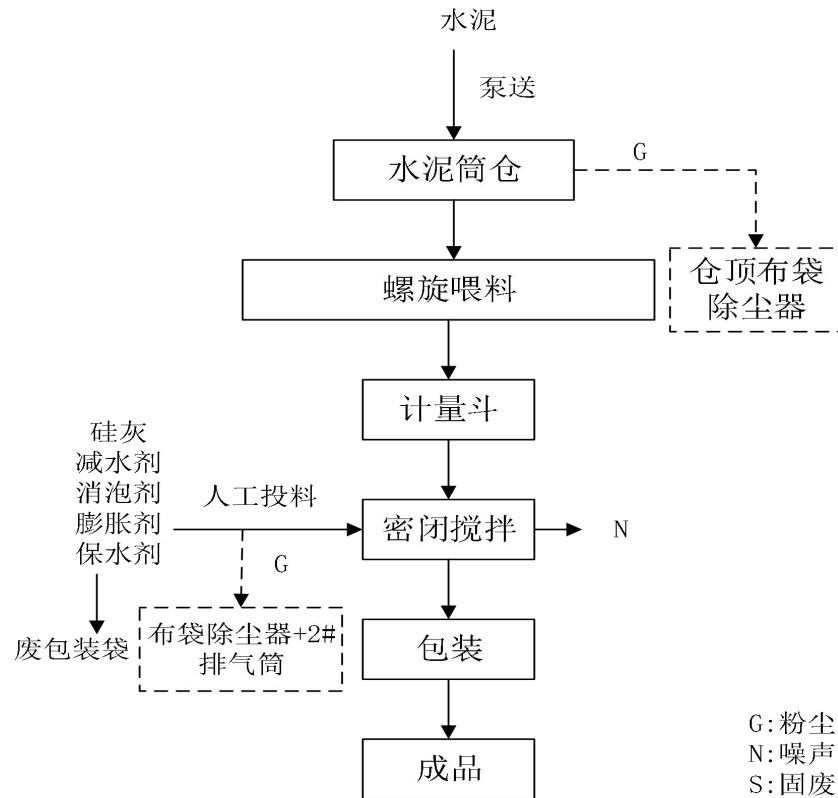 水泥
泵送
水泥筒仓
G
仓顶布袋
除尘器
螺旋喂料
计量斗
硅灰
减水剂
消泡剂
膨胀剂
保水剂
人工投料
密闭搅拌
N
G
废包装袋
布袋除尘器+2#
排气筒
包装
成品
G:粉尘
N:噪声
S:固废